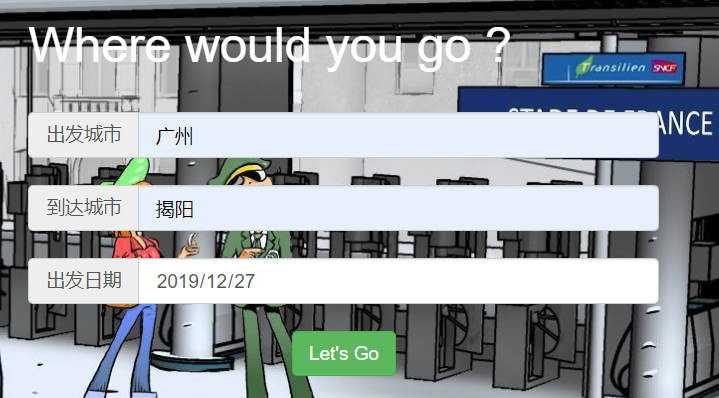 Where would you go ?
Transilien SNCF
STADE DE FRANCE
出发城市 广州
到达城市 揭阳
出发日期 2019/12/27
Let's Go